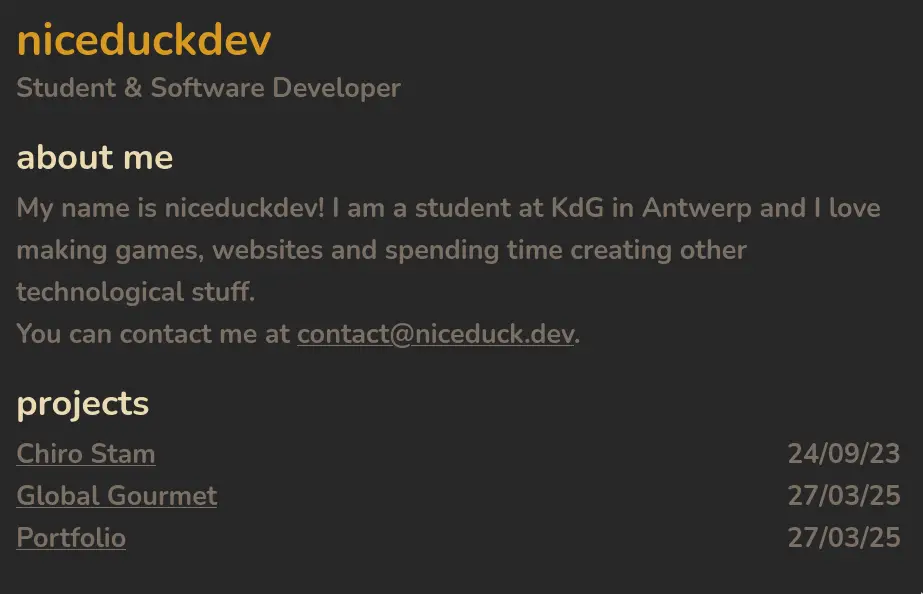 niceduckdev
Student & Software Developer
about me
My name is niceduckdev! I am a student at KdG in Antwerp and I love
making games, websites and spending time creating other
technological stuff.
You can contact me at contact@niceduck.dev.
projects
Chiro Stam 24/09/23
Global Gourmet 27/03/25
Portfolio 27/03/25